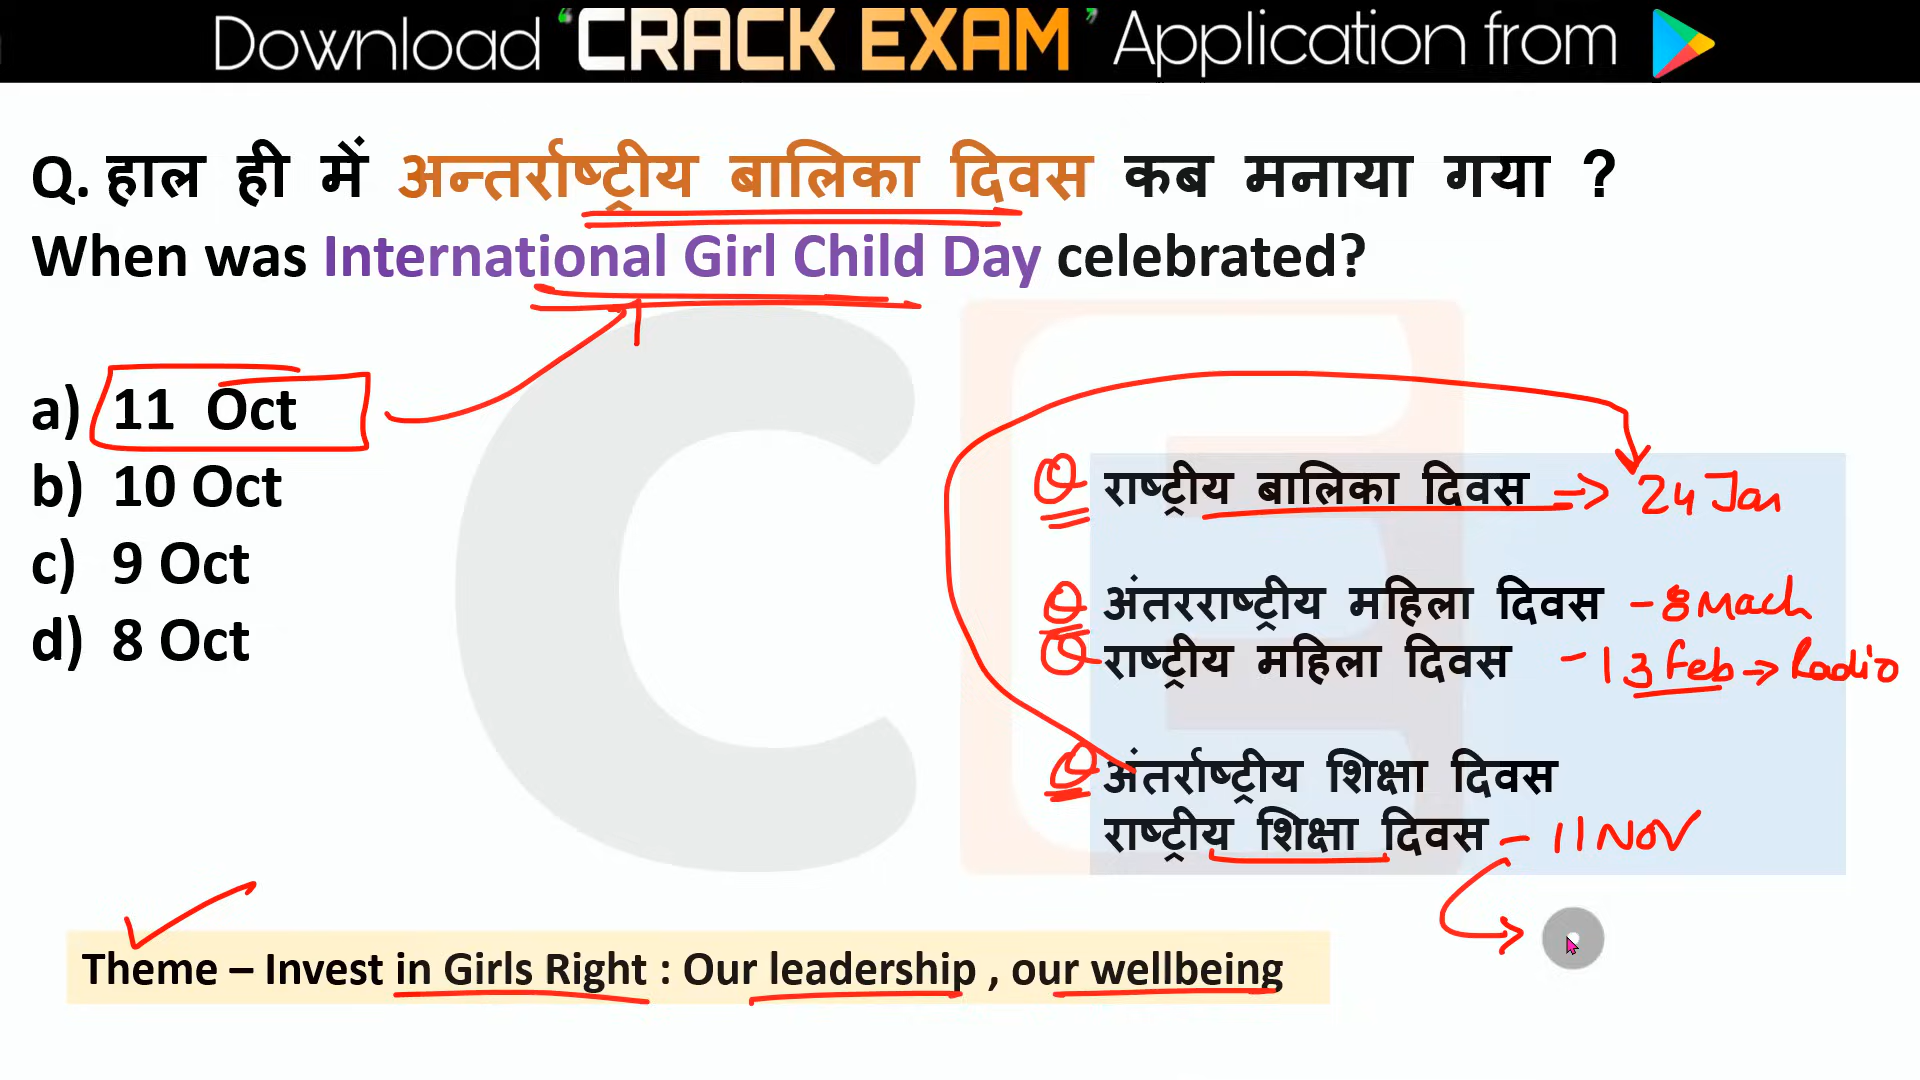 Download ‘CRACK EXAM’ Application from
Q. हाल ही में अन्तर्राष्ट्रीय बालिका दिवस कब मनाया गया ?
When was International Girl Child Day celebrated?
a) 11 Oct
b) 10 Oct
c) 9 Oct
d) 8 Oct
राष्ट्रीय बालिका दिवस => 24 Jan
अंतरराष्ट्रीय महिला दिवस - 8 Mach
राष्ट्रीय महिला दिवस - 13 Feb → Radio
अंतर्राष्ट्रीय शिक्षा दिवस
राष्ट्रीय शिक्षा दिवस - 11 NOV
Theme – Invest in Girls Right : Our leadership , our wellbeing